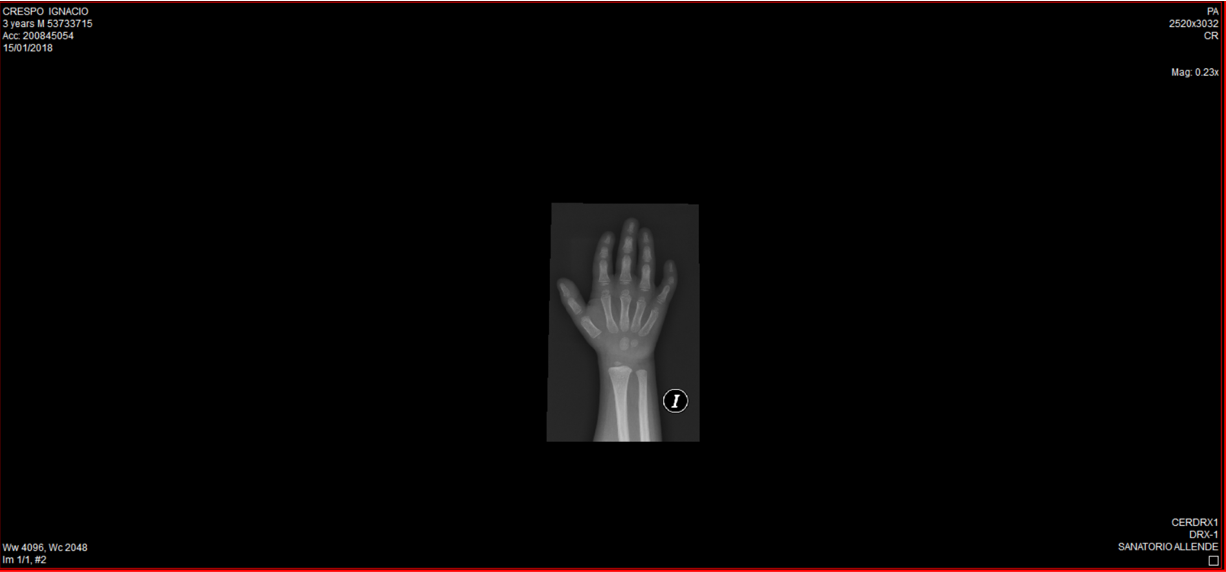 CRESPO  IGNACIO
3 years M 53733715
Acc: 200845054
15/01/2018
PA
2520x3032
CR
Mag: 0.23x
I
CERDRX1
DRX-1
SANATORIO ALLENDE
Ww 4096, Wc 2048
Im 1/1, #2